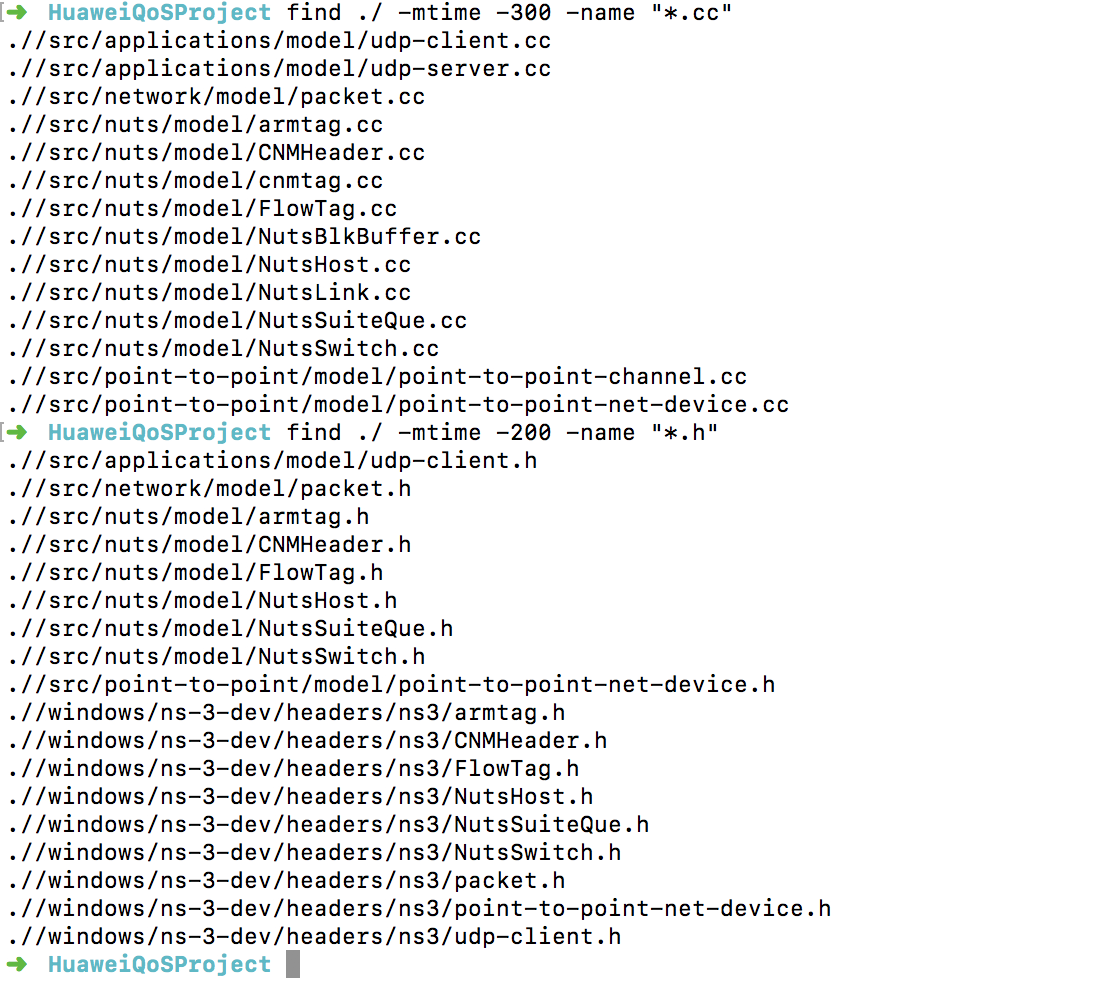 [➜  HuaweiQoSProject find ./ -mtime -300 -name "*.cc"
.//src/applications/model/udp-client.cc
.//src/applications/model/udp-server.cc
.//src/network/model/packet.cc
.//src/nuts/model/armtag.cc
.//src/nuts/model/CNMHeader.cc
.//src/nuts/model/cnmtag.cc
.//src/nuts/model/FlowTag.cc
.//src/nuts/model/NutsBlkBuffer.cc
.//src/nuts/model/NutsHost.cc
.//src/nuts/model/NutsLink.cc
.//src/nuts/model/NutsSuiteQue.cc
.//src/nuts/model/NutsSwitch.cc
.//src/point-to-point/model/point-to-point-channel.cc
.//src/point-to-point/model/point-to-point-net-device.cc
[➜  HuaweiQoSProject find ./ -mtime -200 -name "*.h"
.//src/applications/model/udp-client.h
.//src/network/model/packet.h
.//src/nuts/model/armtag.h
.//src/nuts/model/CNMHeader.h
.//src/nuts/model/FlowTag.h
.//src/nuts/model/NutsHost.h
.//src/nuts/model/NutsSuiteQue.h
.//src/nuts/model/NutsSwitch.h
.//src/point-to-point/model/point-to-point-net-device.h
.//windows/ns-3-dev/headers/ns3/armtag.h
.//windows/ns-3-dev/headers/ns3/CNMHeader.h
.//windows/ns-3-dev/headers/ns3/FlowTag.h
.//windows/ns-3-dev/headers/ns3/NutsHost.h
.//windows/ns-3-dev/headers/ns3/NutsSuiteQue.h
.//windows/ns-3-dev/headers/ns3/NutsSwitch.h
.//windows/ns-3-dev/headers/ns3/packet.h
.//windows/ns-3-dev/headers/ns3/point-to-point-net-device.h
.//windows/ns-3-dev/headers/ns3/udp-client.h
➜  HuaweiQoSProject